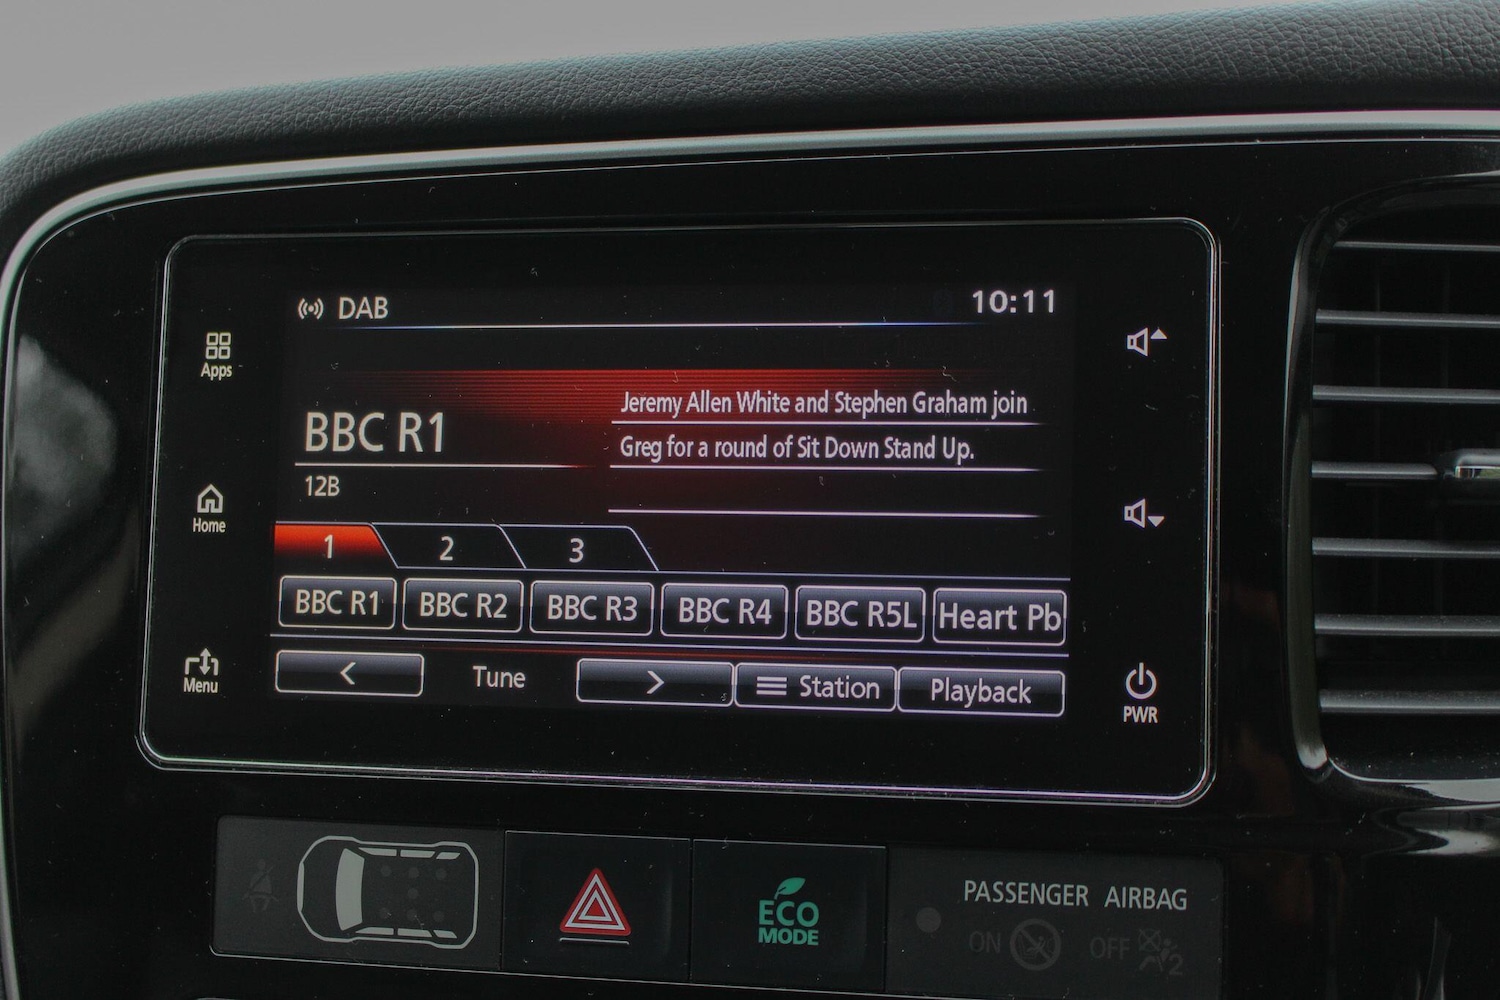 DAB
10:11
Apps
Jeremy Allen White and Stephen Graham join
BBC R1
Greg for a round of Sit Down Stand Up.
12B
Home
1 2 3
BBC R1 BBC R2 BBC R3 BBC R4 BBC R5L Heart Pb
Menu
< Tune > Station Playback
PWR
PASSENGER AIRBAG
ECO
MODE
ON OFF 2